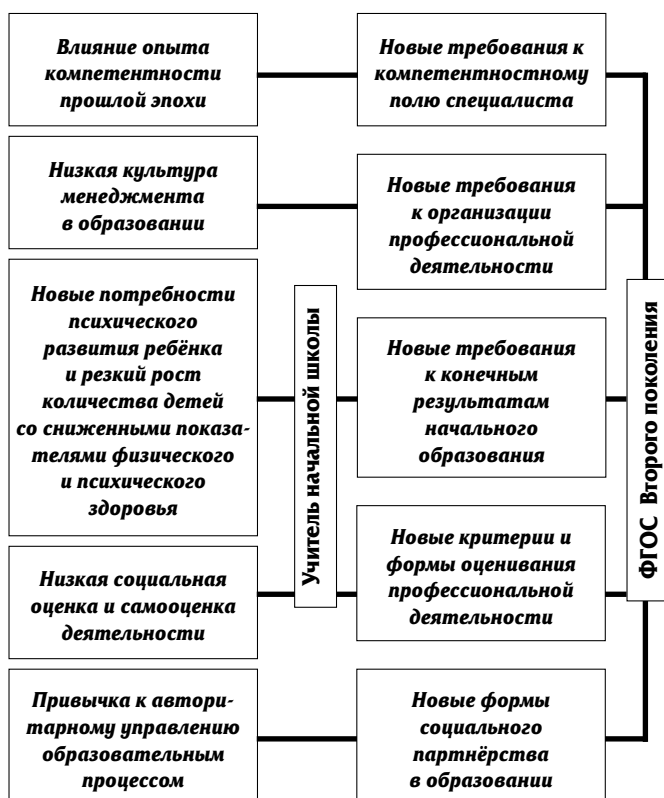 Влияние опыта
компетентности
прошлой эпохи
Новые требования к
компетентностному
полю специалиста
Низкая культура
менеджмента
в образовании
Новые требования
к организации
профессиональной
деятельности
Новые потребности
психического
развития ребёнка
и резкий рост
количества детей
со сниженными показа-
телями физического
и психического
здоровья
Учитель начальной школы
Новые требования
к конечным
результатам
начального
образования
ФГОС Второго поколения
Низкая социальная
оценка и самооценка
деятельности
Новые критерии и
формы оценивания
профессиональной
деятельности
Привычка к автори-
тарному управлению
образовательным
процессом
Новые формы
социального
партнёрства
в образовании